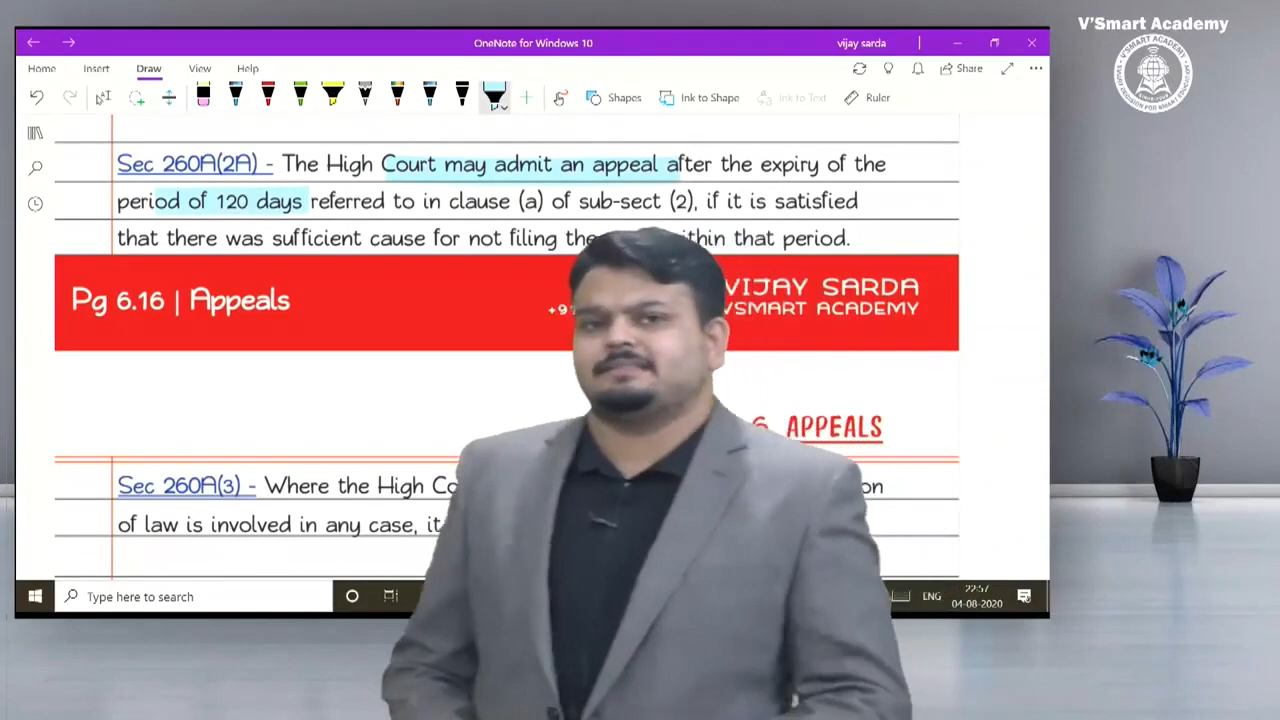 V'Smart Academy
OneNote for Windows 10
vijay sarda
Home Insert Draw View Help
Share
Shapes Ink to Shape Ink to Text Ruler
Sec 260A(2A) - The High Court may admit an appeal after the expiry of the
period of 120 days referred to in clause (a) of sub-sect (2), if it is satisfied
that there was sufficient cause for not filing the within that period.
Pg 6.16 | Appeals
VIJAY SARDA
+91
VSMART ACADEMY
6 APPEALS
Sec 260A(3) - Where the High Co on
of law is involved in any case, it
Type here to search
ENG
22:57
04-08-2020